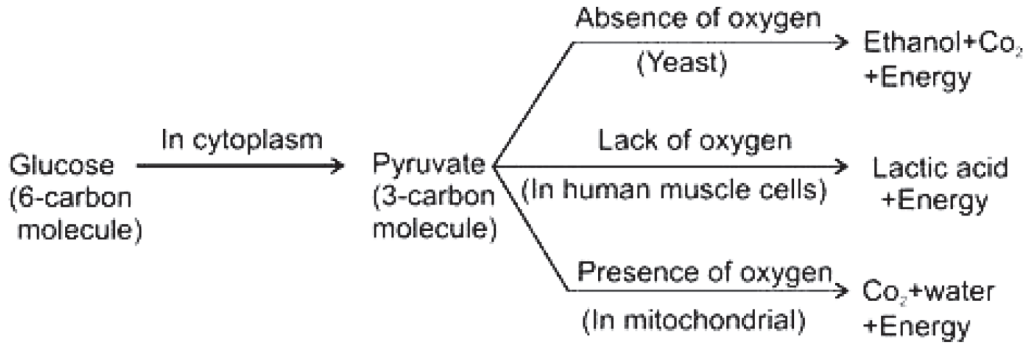 Absence of oxygen
(Yeast)
Ethanol+Co₂
+Energy
In cytoplasm
Glucose
(6-carbon
molecule)
Pyruvate
(3-carbon
molecule)
Lack of oxygen
(In human muscle cells)
Lactic acid
+Energy
Presence of oxygen
(In mitochondrial)
Co₂+water
+Energy